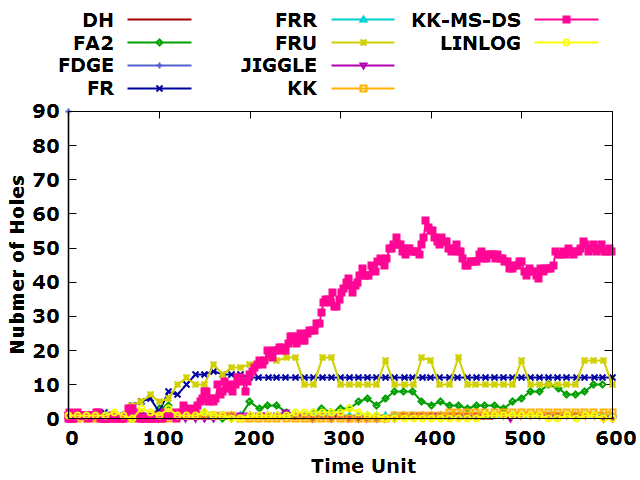 DH FRR KK-MS-DS
FA2 FRU LINLOG
FDGE JIGGLE
FR KK
90
80
70
60
50
40
30
20
10
0
Nubmer of Holes
0 100 200 300 400 500 600
Time Unit